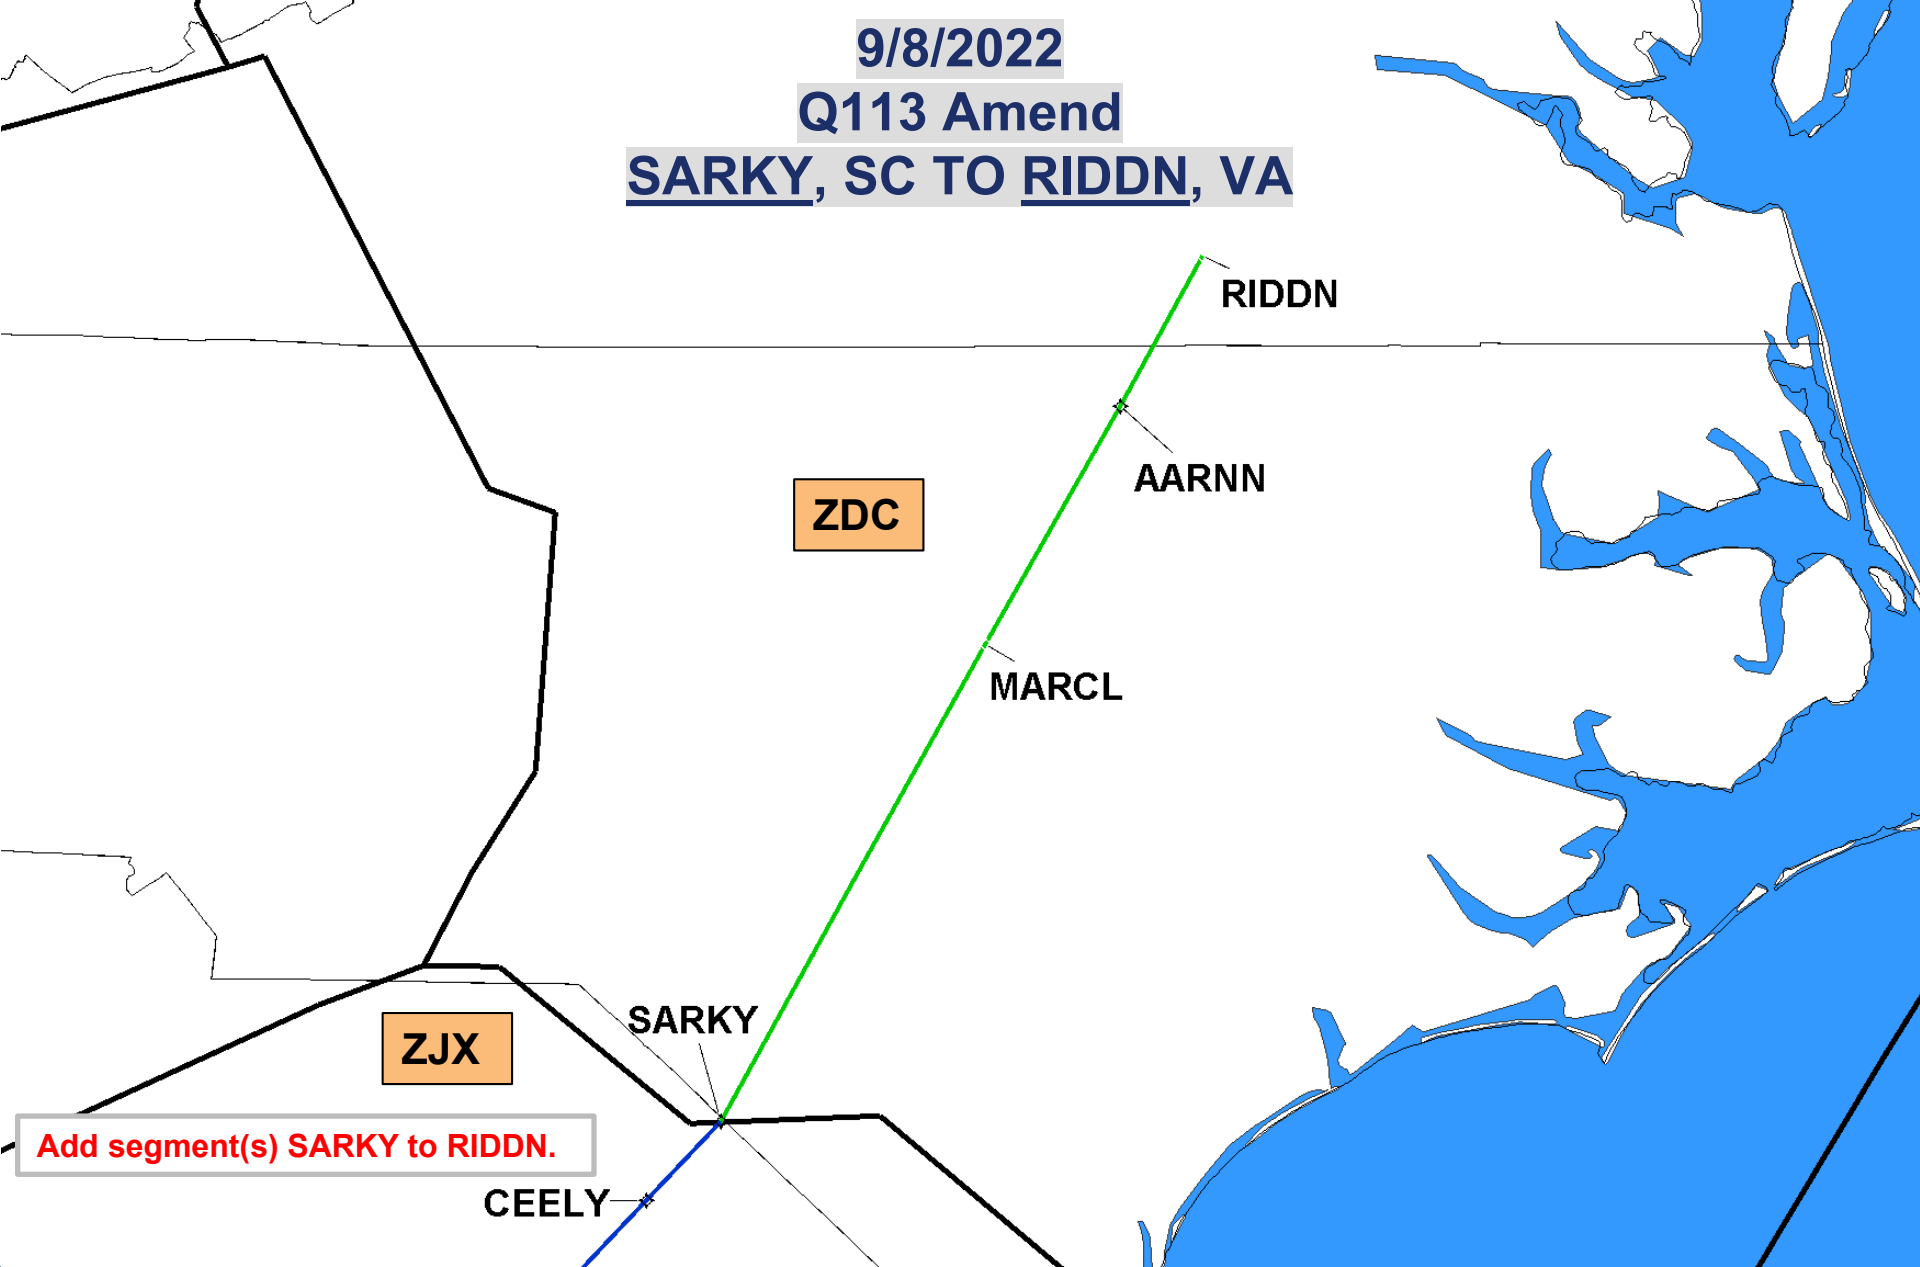 9/8/2022
Q113 Amend
SARKY, SC TO RIDDN, VA
RIDDN
AARNN
ZDC
MARCL
SARKY
ZJX
Add segment(s) SARKY to RIDDN.
CEELY